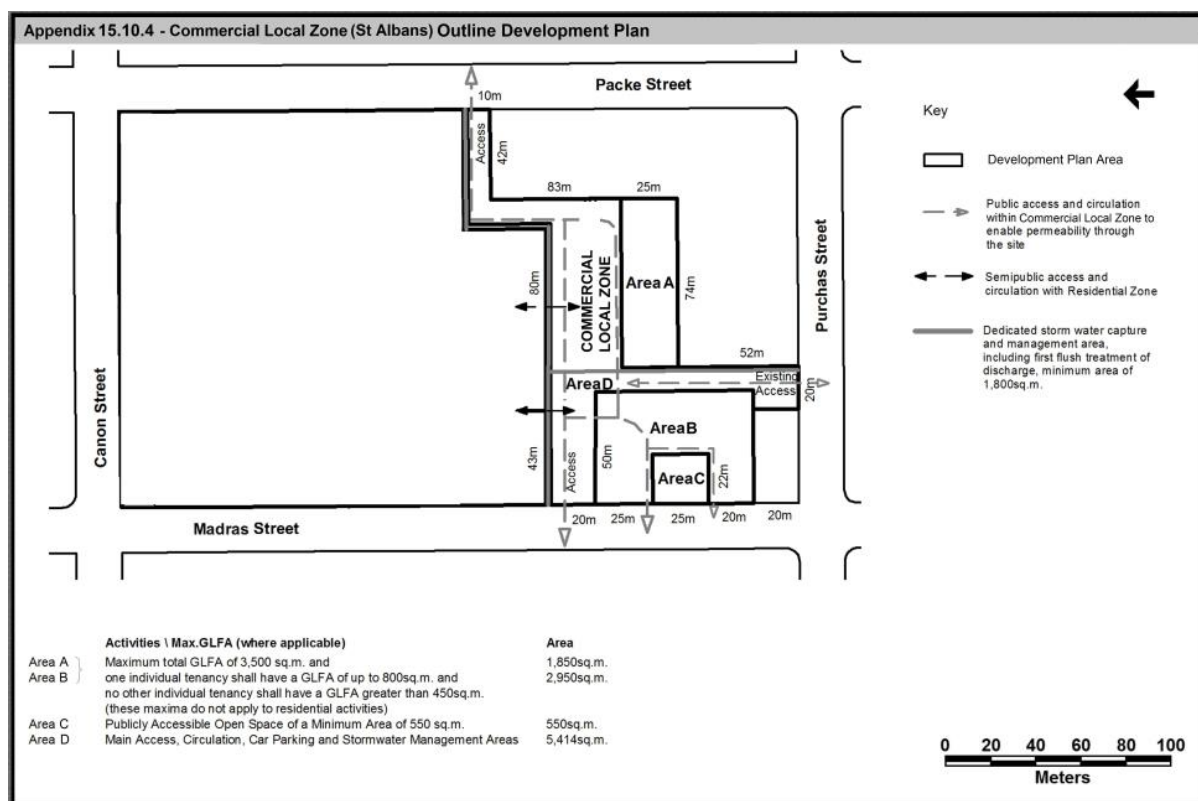 Appendix 15.10.4 - Commercial Local Zone (St Albans) Outline Development Plan
Packe Street
10m
Access
42m
83m
25m
COMMERCIAL
LOCAL ZONE
Area A
74m
80m
52m
Area D
Existing
Access
20m
Area B
Area C
50m
22m
43m
Access
20m
25m
25m
20m
20m
Canon Street
Madras Street
Purchas Street
Key
Development Plan Area
Public access and circulation
within Commercial Local Zone to
enable permeability through
the site
Semipublic access and
circulation with Residential Zone
Dedicated storm water capture
and management area,
including first flush treatment of
discharge, minimum area of
1,800sq.m.
Activities \ Max.GLFA (where applicable) Area
Area A Maximum total GLFA of 3,500 sq.m. and 1,850sq.m.
Area B one individual tenancy shall have a GLFA of up to 800sq.m. and 2,950sq.m.
no other individual tenancy shall have a GLFA greater than 450sq.m.
(these maxima do not apply to residential activities)
Area C Publicly Accessible Open Space of a Minimum Area of 550 sq.m. 550sq.m.
Area D Main Access, Circulation, Car Parking and Stormwater Management Areas 5,414sq.m.
0 20 40 60 80 100
Meters